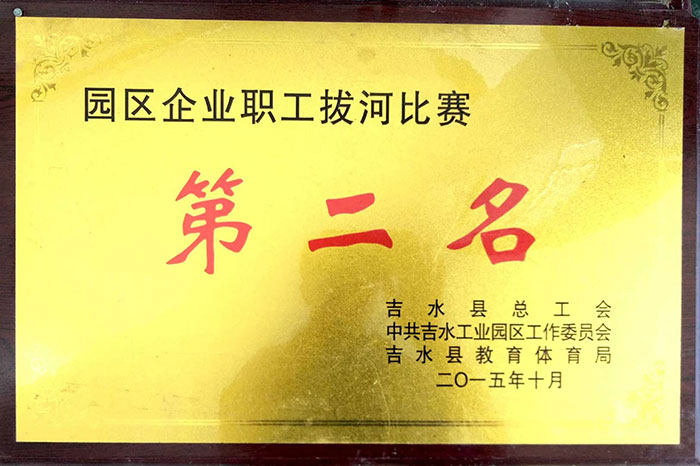 园区企业职工拔河比赛
第二名
吉水县总工会
中共吉水工业园区工作委员会
吉水县教育体育局
二〇一五年十月